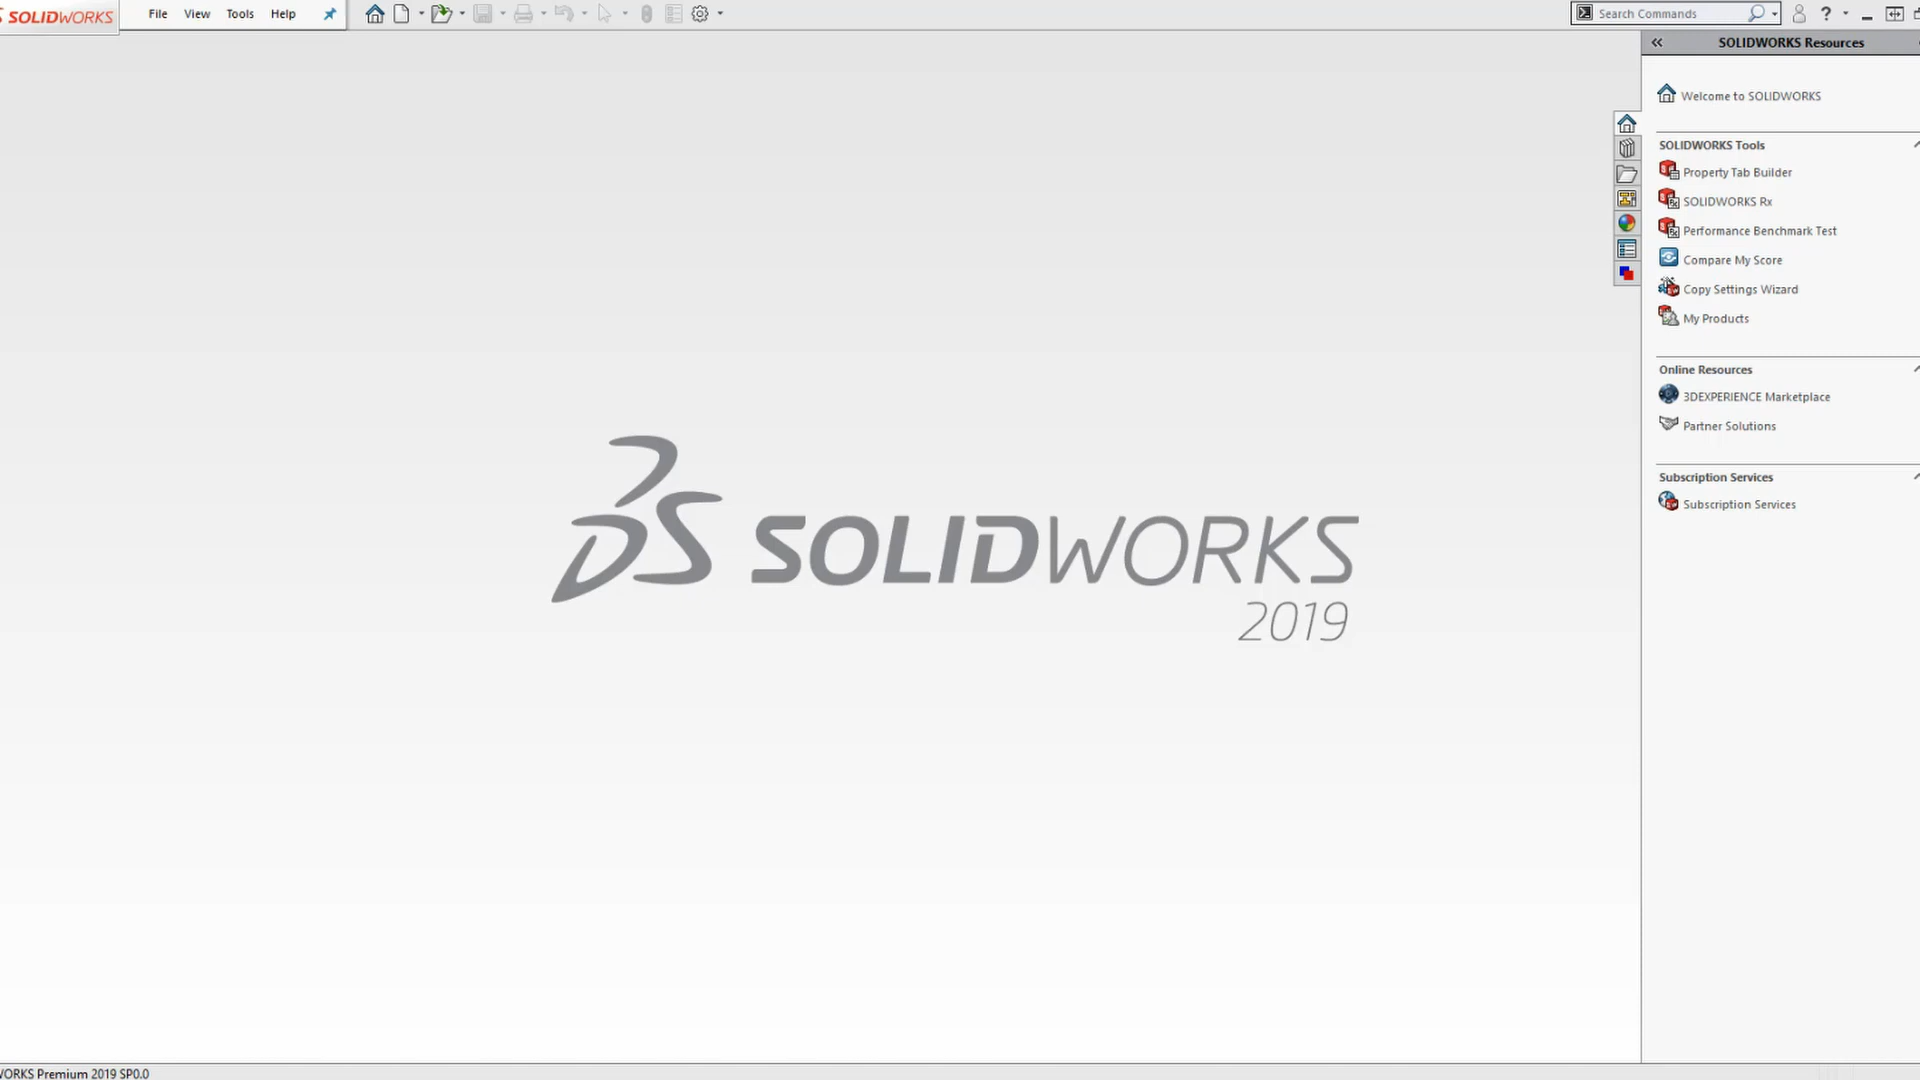 SOLIDWORKS
File View Tools Help
Search Commands
?
SOLIDWORKS Resources
Welcome to SOLIDWORKS
SOLIDWORKS Tools
Property Tab Builder
SOLIDWORKS Rx
Performance Benchmark Test
Compare My Score
Copy Settings Wizard
My Products
Online Resources
3DEXPERIENCE Marketplace
Partner Solutions
Subscription Services
Subscription Services
SOLIDWORKS
2019
WORKS Premium 2019 SP0.0